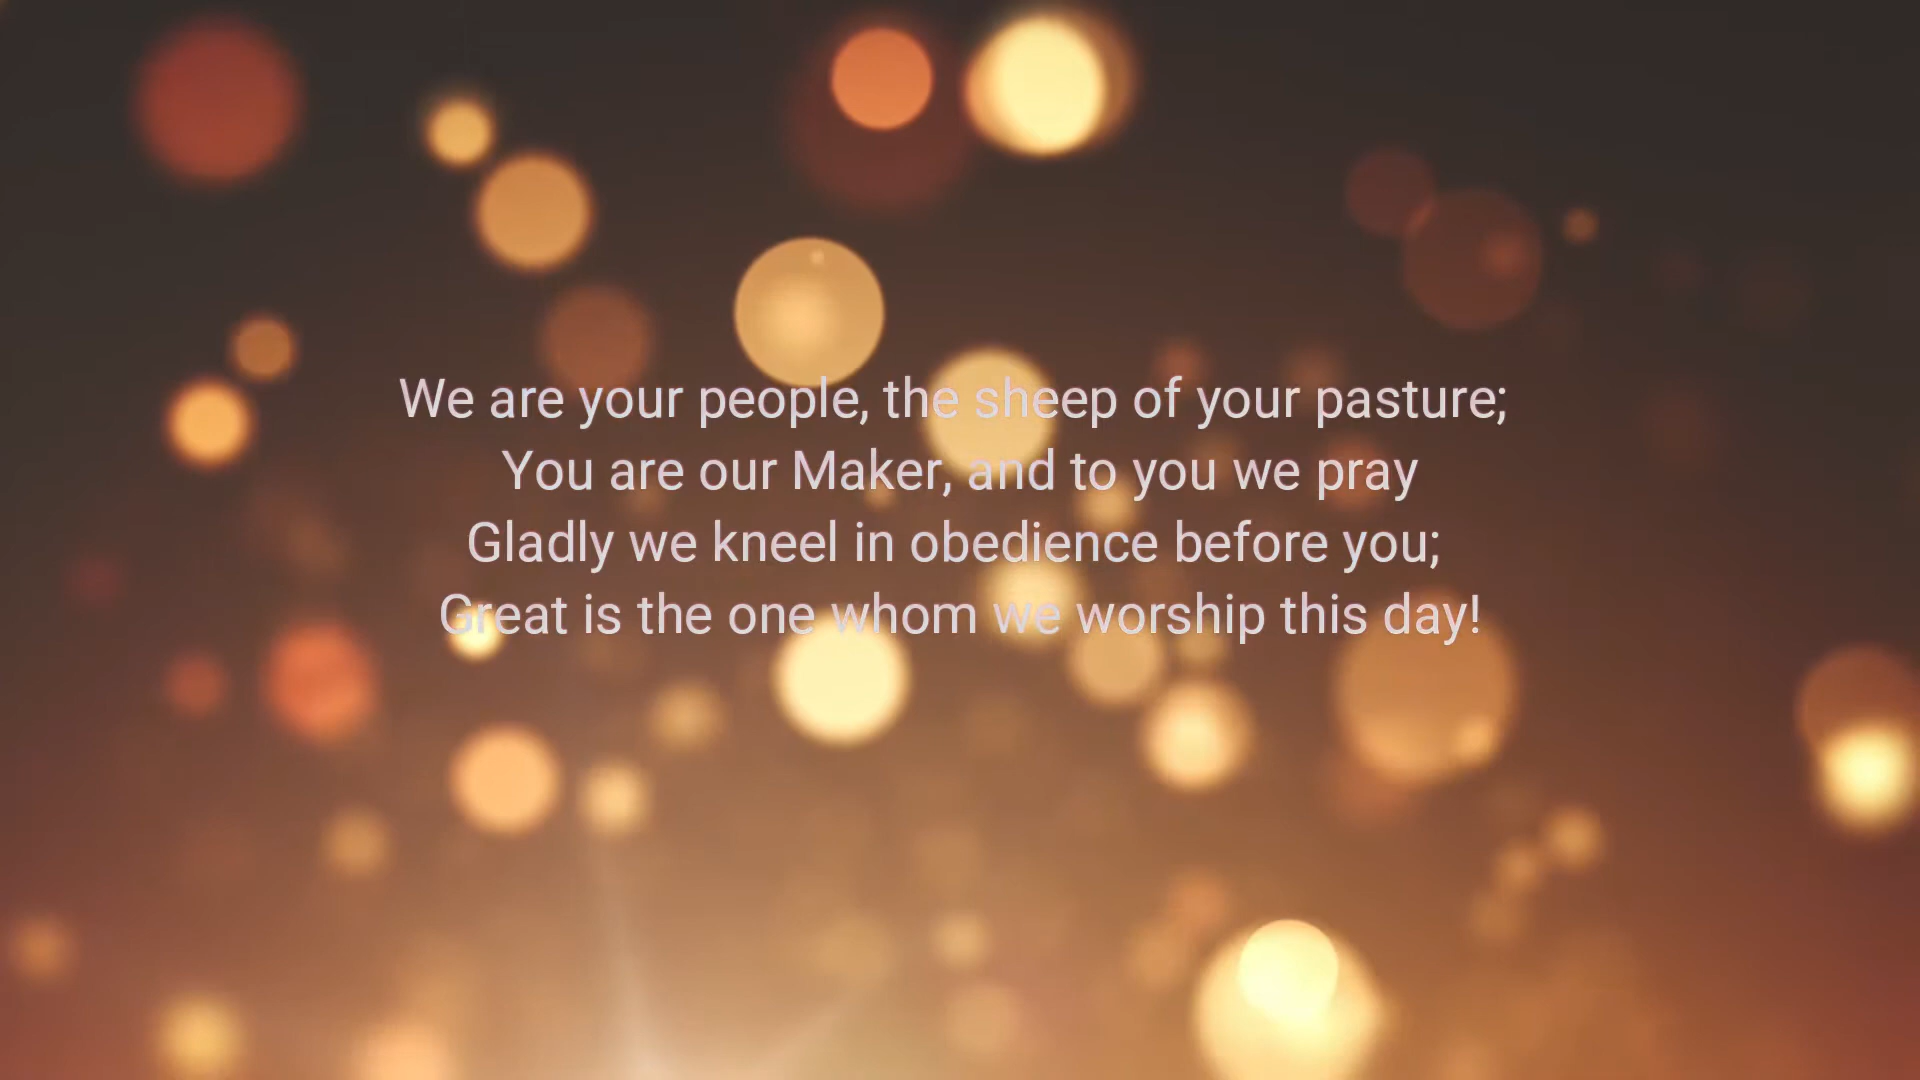 We are your people, the sheep of your pasture;
You are our Maker, and to you we pray
Gladly we kneel in obedience before you;
Great is the one whom we worship this day!